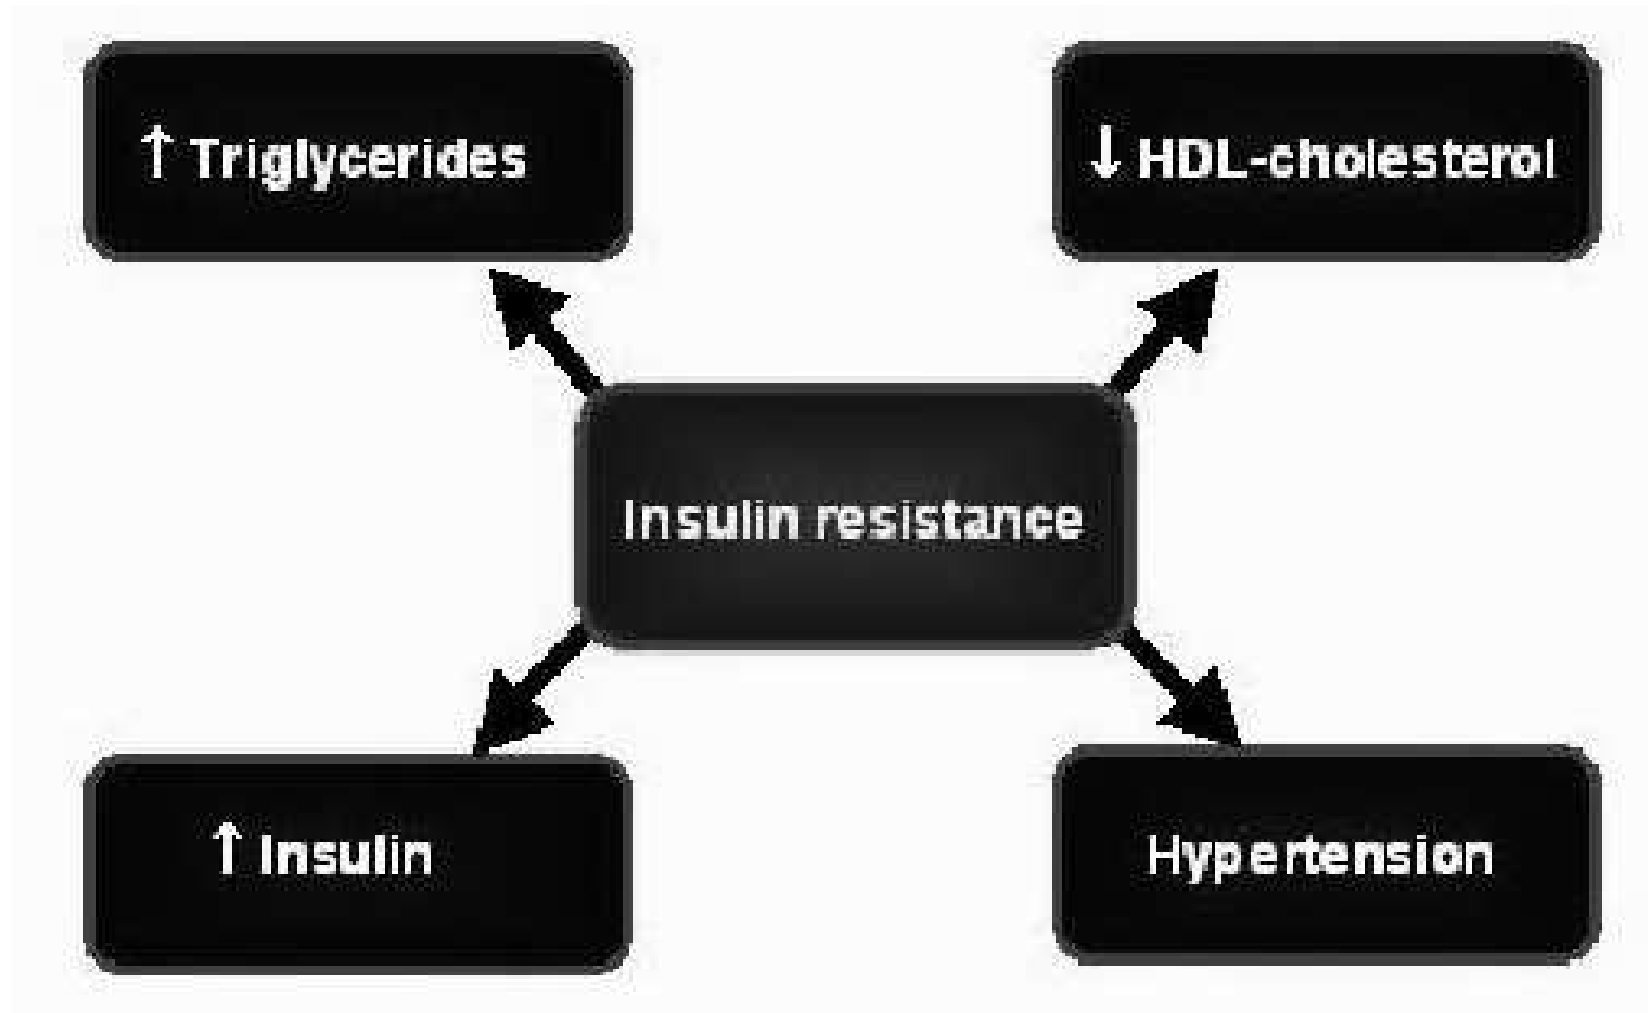 ↑ Triglycerides
↓ HDL-cholesterol
Insulin resistance
↑ Insulin
Hypertension